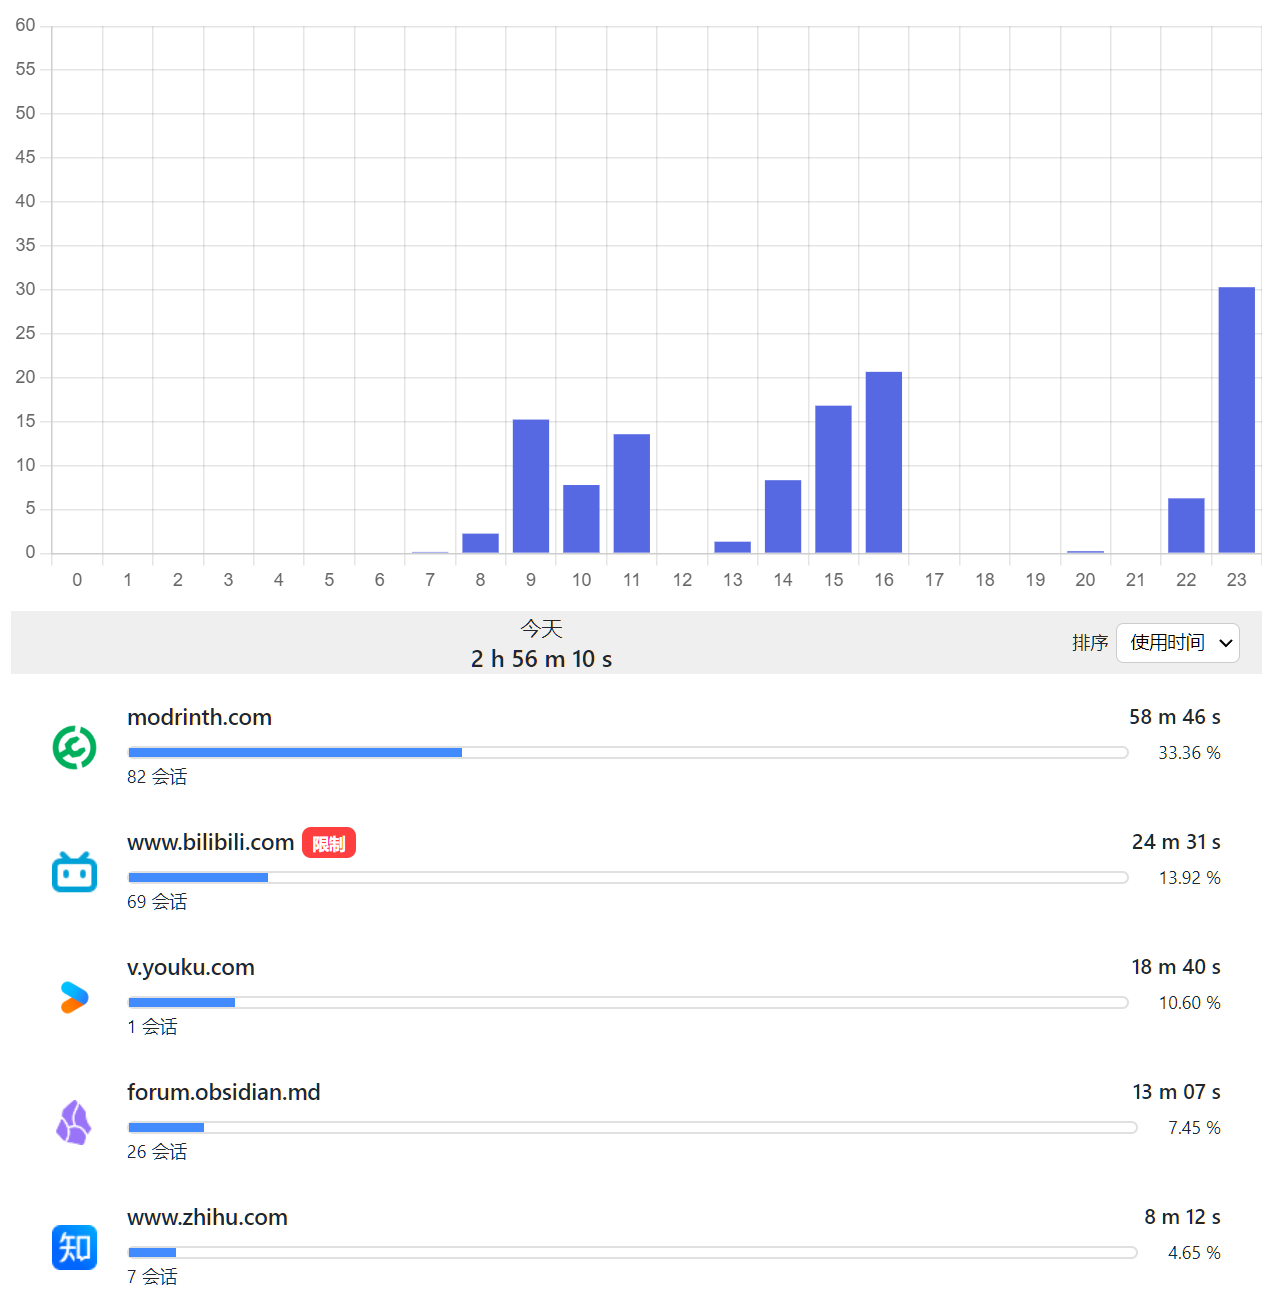 60
55
50
45
40
35
30
25
20
15
10
5
0
0 1 2 3 4 5 6 7 8 9 10 11 12 13 14 15 16 17 18 19 20 21 22 23
今天
2 h 56 m 10 s
排序 使用时间
modrinth.com 58 m 46 s
33.36 %
82 会话
www.bilibili.com 限制 24 m 31 s
13.92 %
69 会话
v.youku.com 18 m 40 s
10.60 %
1 会话
forum.obsidian.md 13 m 07 s
7.45 %
26 会话
www.zhihu.com 8 m 12 s
知 4.65 %
7 会话